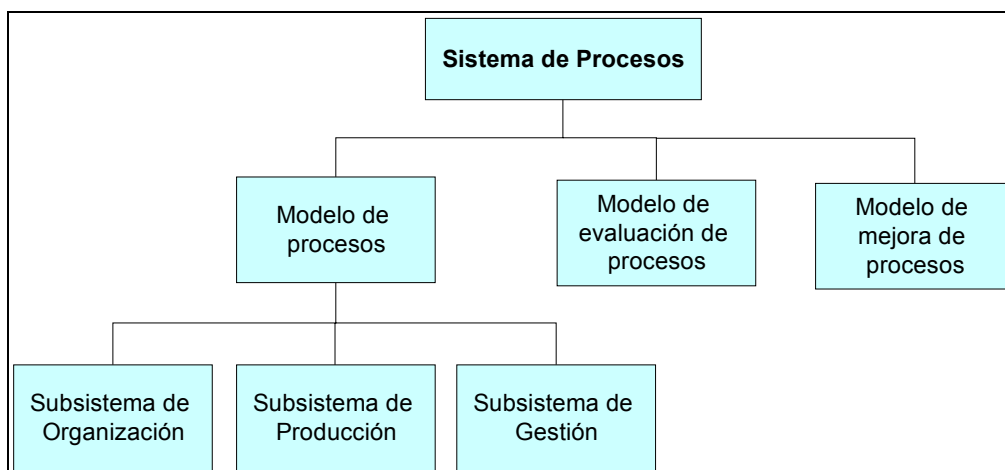 Sistema de Procesos
Modelo de
procesos
Modelo de
evaluación de
procesos
Modelo de
mejora de
procesos
Subsistema de
Organización
Subsistema de
Producción
Subsistema de
Gestión